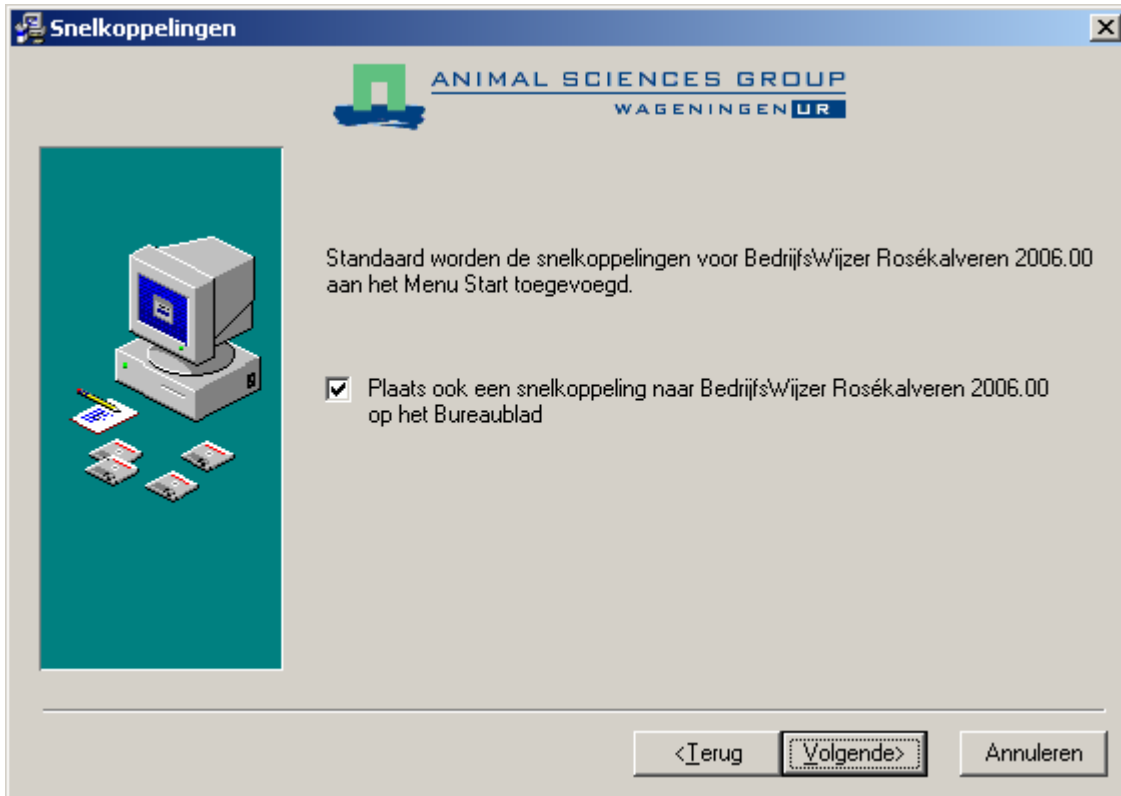 Snelkoppelingen
ANIMAL SCIENCES GROUP
WAGENINGEN UR
Standaard worden de snelkoppelingen voor BedrijfsWijzer Rosékalveren 2006.00
aan het Menu Start toegevoegd.
Plaats ook een snelkoppeling naar BedrijfsWijzer Rosékalveren 2006.00
op het Bureaublad
<Terug
Volgende>
Annuleren